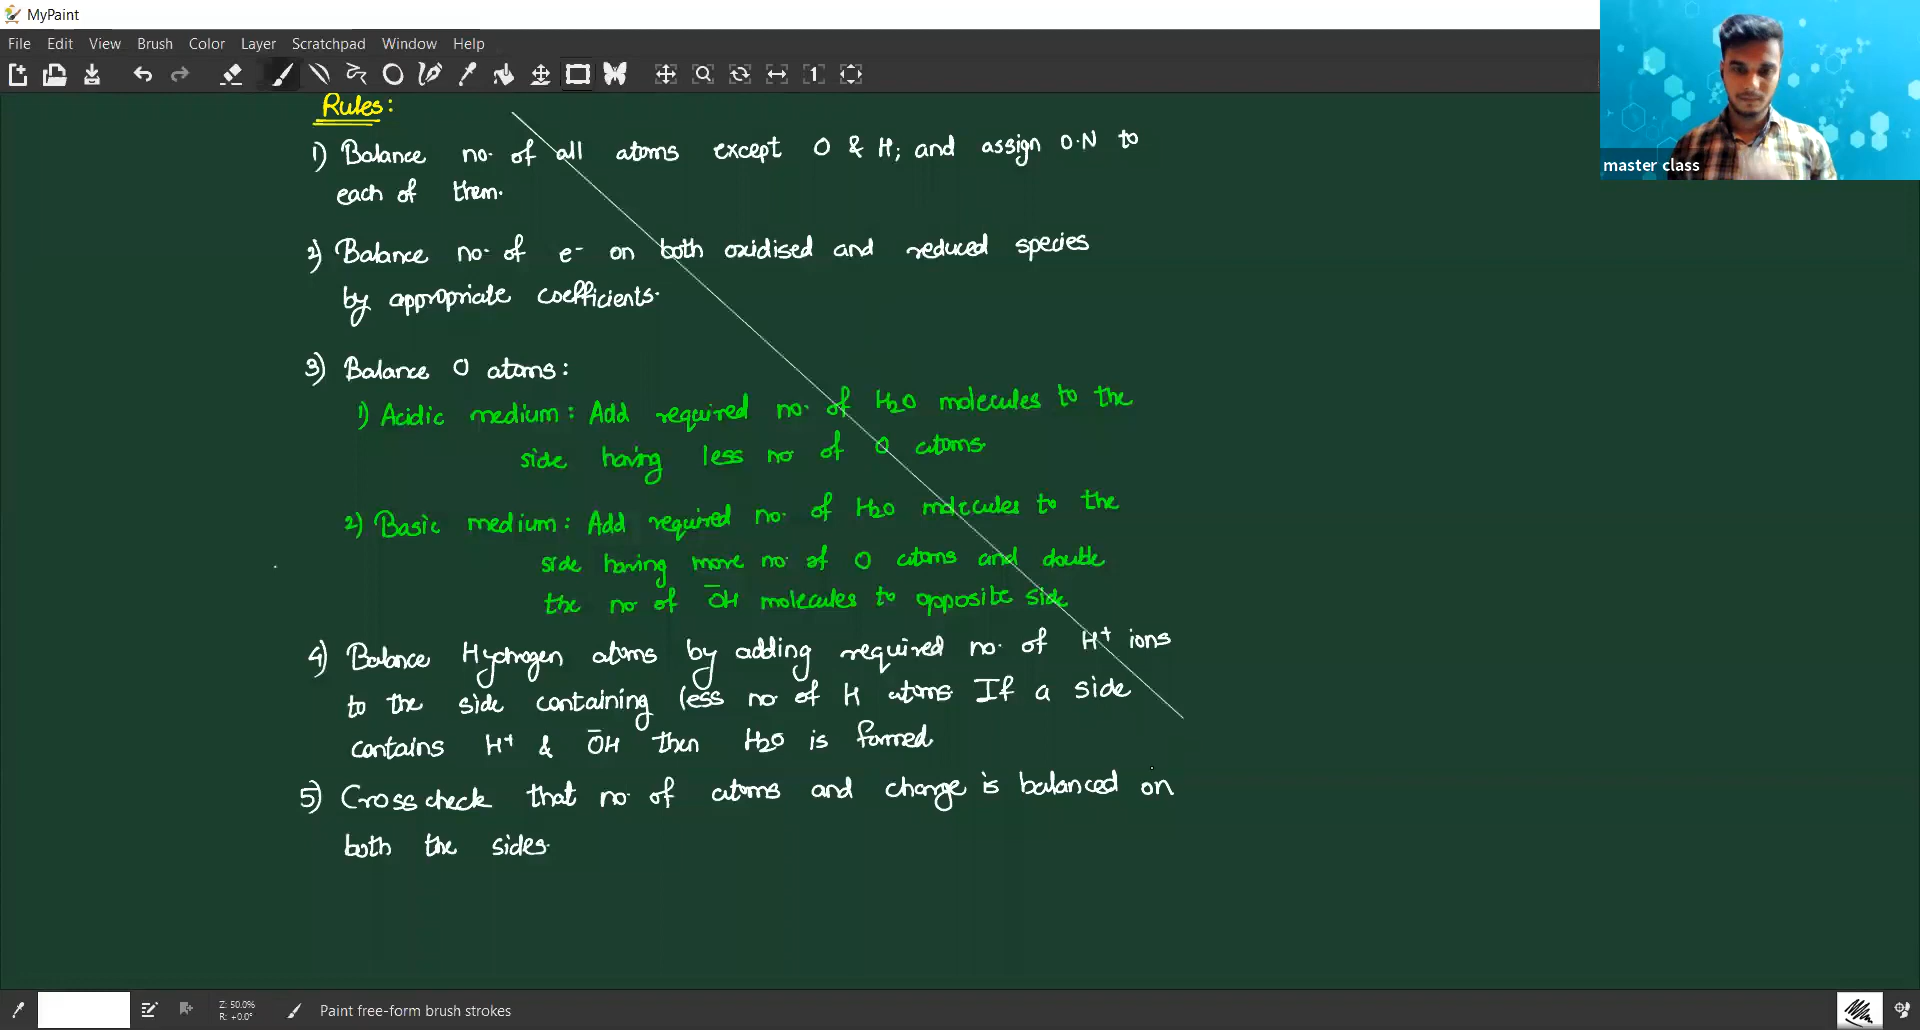 MyPaint
File Edit View Brush Color Layer Scratchpad Window Help
master class
Rules:
1) Balance no. of all atoms except O & H; and assign O.N to
each of them.
2) Balance no. of e- on both oxidised and reduced species
by appropriate coefficients.
3) Balance O atoms:
1) Acidic medium: Add required no. of H2O molecules to the
side having less no of O atoms
2) Basic medium: Add required no. of H2O molecules to the
side having more no. of O atoms and double
the no of -OH molecules to opposite side
4) Balance Hydrogen atoms by adding required no. of H+ ions
to the side containing less no of H atoms If a side
contains H+ & -OH then H2O is formed
5) Cross check that no. of atoms and charge is balanced on
both the sides.
Z: 50.0%
R: +0.0°
Paint free-form brush strokes